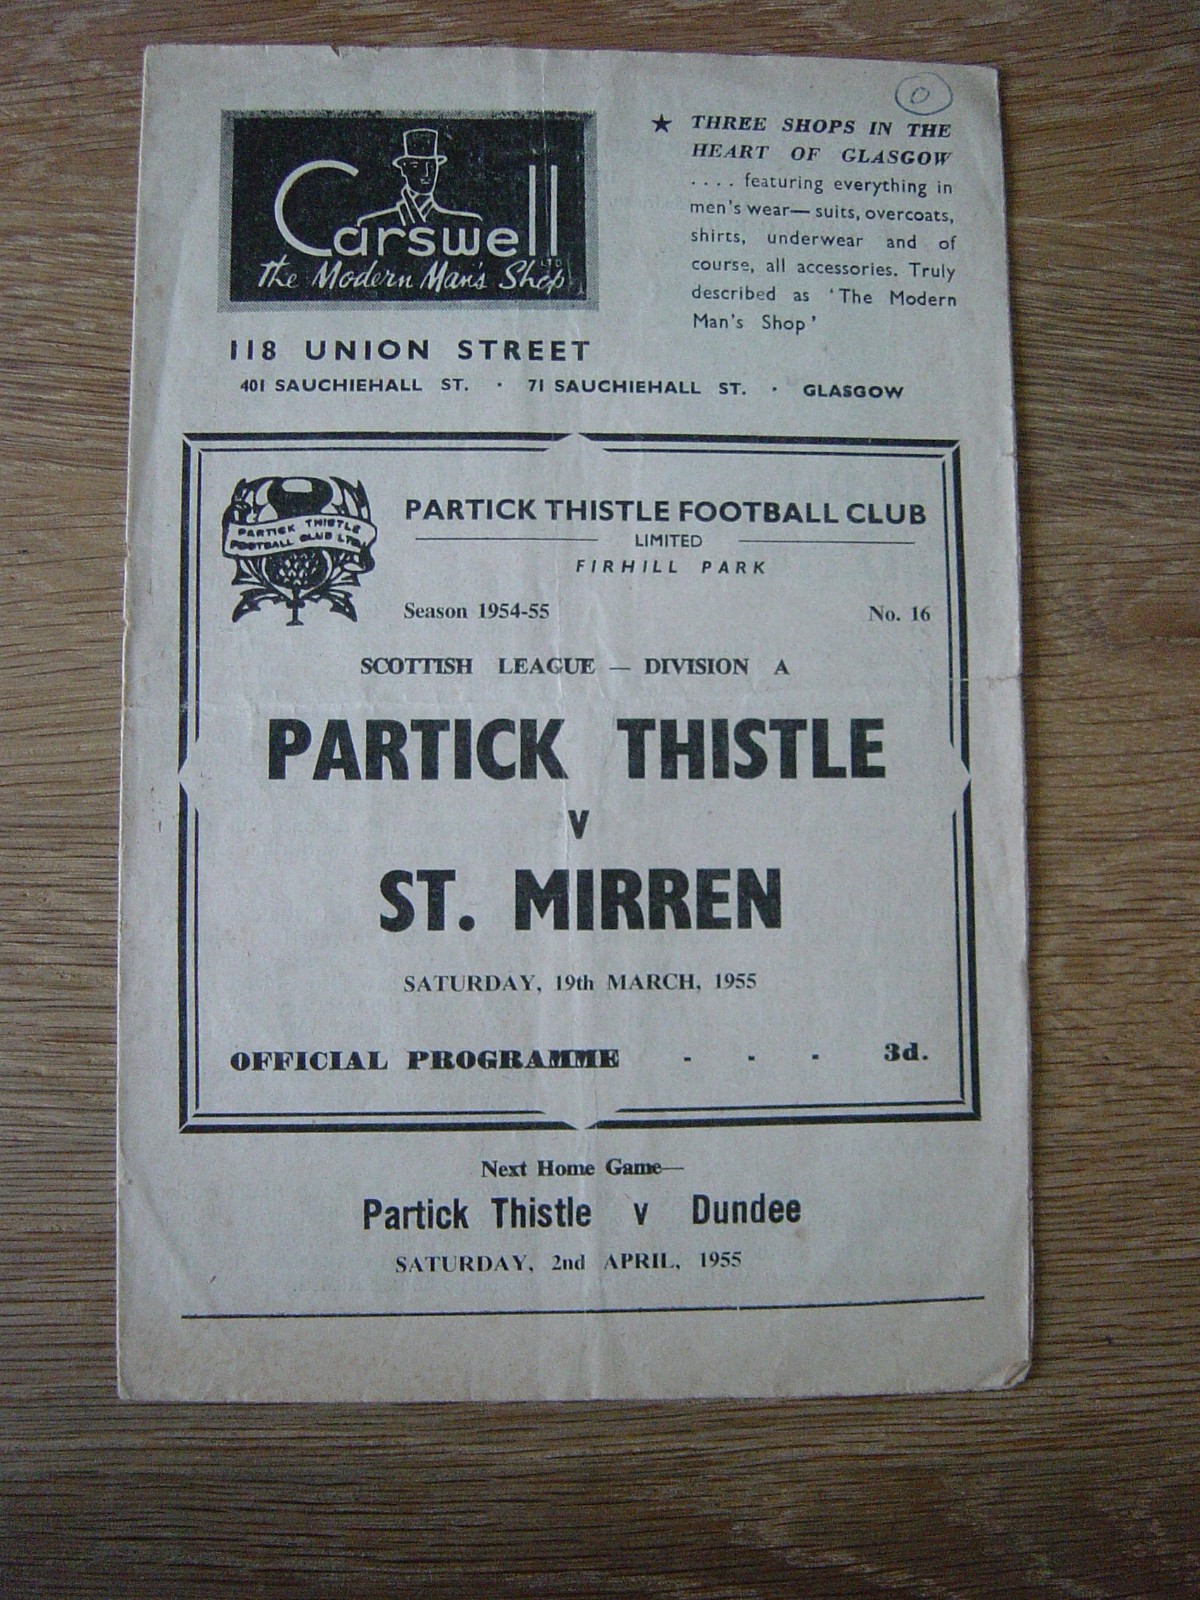 O
Carswell
LTD
The Modern Man's Shop
★ THREE SHOPS IN THE
HEART OF GLASGOW
.... featuring everything in
men's wear— suits, overcoats,
shirts, underwear and of
course, all accessories. Truly
described as 'The Modern
Man's Shop'
118 UNION STREET
401 SAUCHIEHALL ST. · 71 SAUCHIEHALL ST. · GLASGOW
PARTICK THISTLE
FOOTBALL CLUB LTD.
PARTICK THISTLE FOOTBALL CLUB
LIMITED
FIRHILL PARK
Season 1954-55 No. 16
SCOTTISH LEAGUE — DIVISION A
PARTICK THISTLE
v
ST. MIRREN
SATURDAY, 19th MARCH, 1955
OFFICIAL PROGRAMME - - - 3d.
Next Home Game—
Partick Thistle v Dundee
SATURDAY, 2nd APRIL, 1955